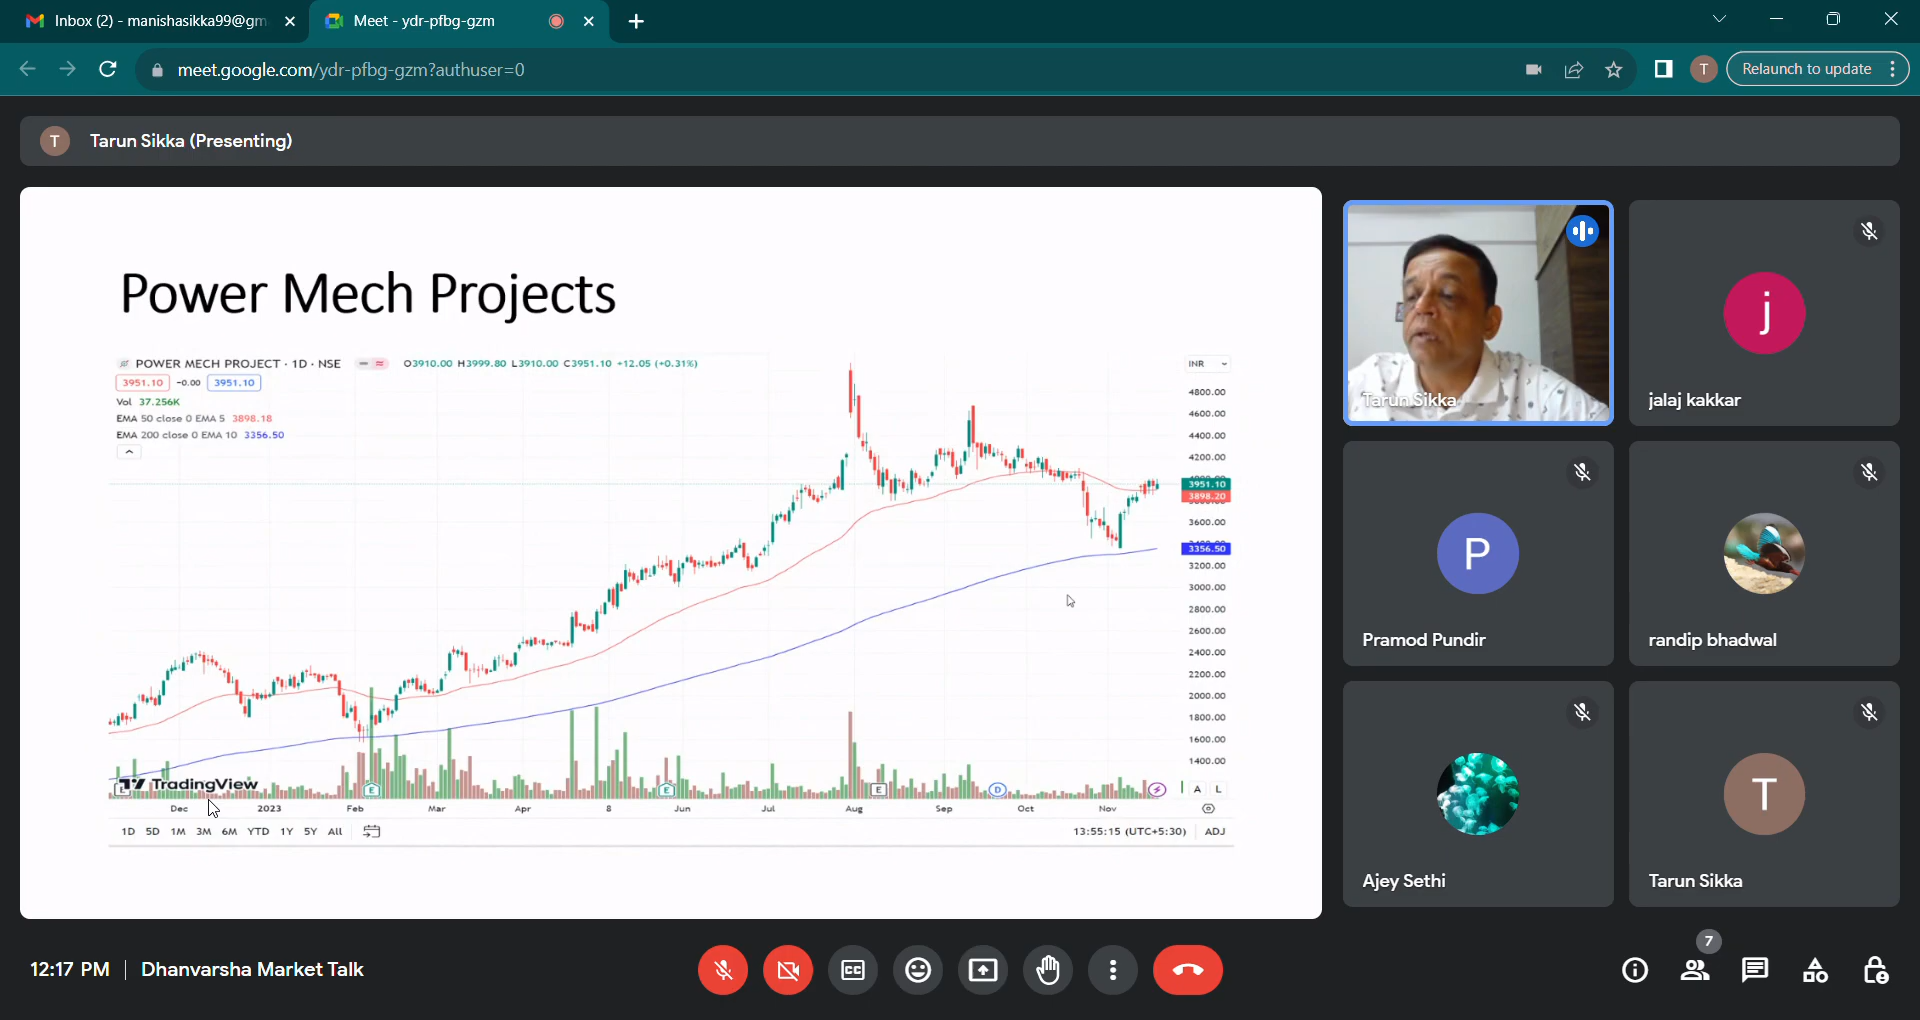 Inbox (2) - manishasikka99@gm
Meet - ydr-pfbg-gzm
meet.google.com/ydr-pfbg-gzm?authuser=0
T
Relaunch to update
T
Tarun Sikka (Presenting)
Power Mech Projects
POWER MECH PROJECT · 1D · NSE
O3910.00 H3999.80 L3910.00 C3951.10 +12.05 (+0.31%)
INR
3951.10 -0.00 3951.10
Vol 37.256K
EMA 50 close 0 EMA 5 3898.18
EMA 200 close 0 EMA 10 3356.50
4800.00
4600.00
4400.00
4200.00
3951.10
3898.20
3600.00
3356.50
3200.00
3000.00
2800.00
2600.00
2400.00
2200.00
2000.00
1800.00
1600.00
1400.00
TradingView
E
E
E
D
A L
Dec 2023 Feb Mar Apr 8 Jun Jul Aug Sep Oct Nov
1D 5D 1M 3M 6M YTD 1Y 5Y All
13:55:15 (UTC+5:30) ADJ
Tarun Sikka
j
jalaj kakkar
P
Pramod Pundir
randip bhadwal
Ajey Sethi
T
Tarun Sikka
12:17 PM | Dhanvarsha Market Talk
CC
7